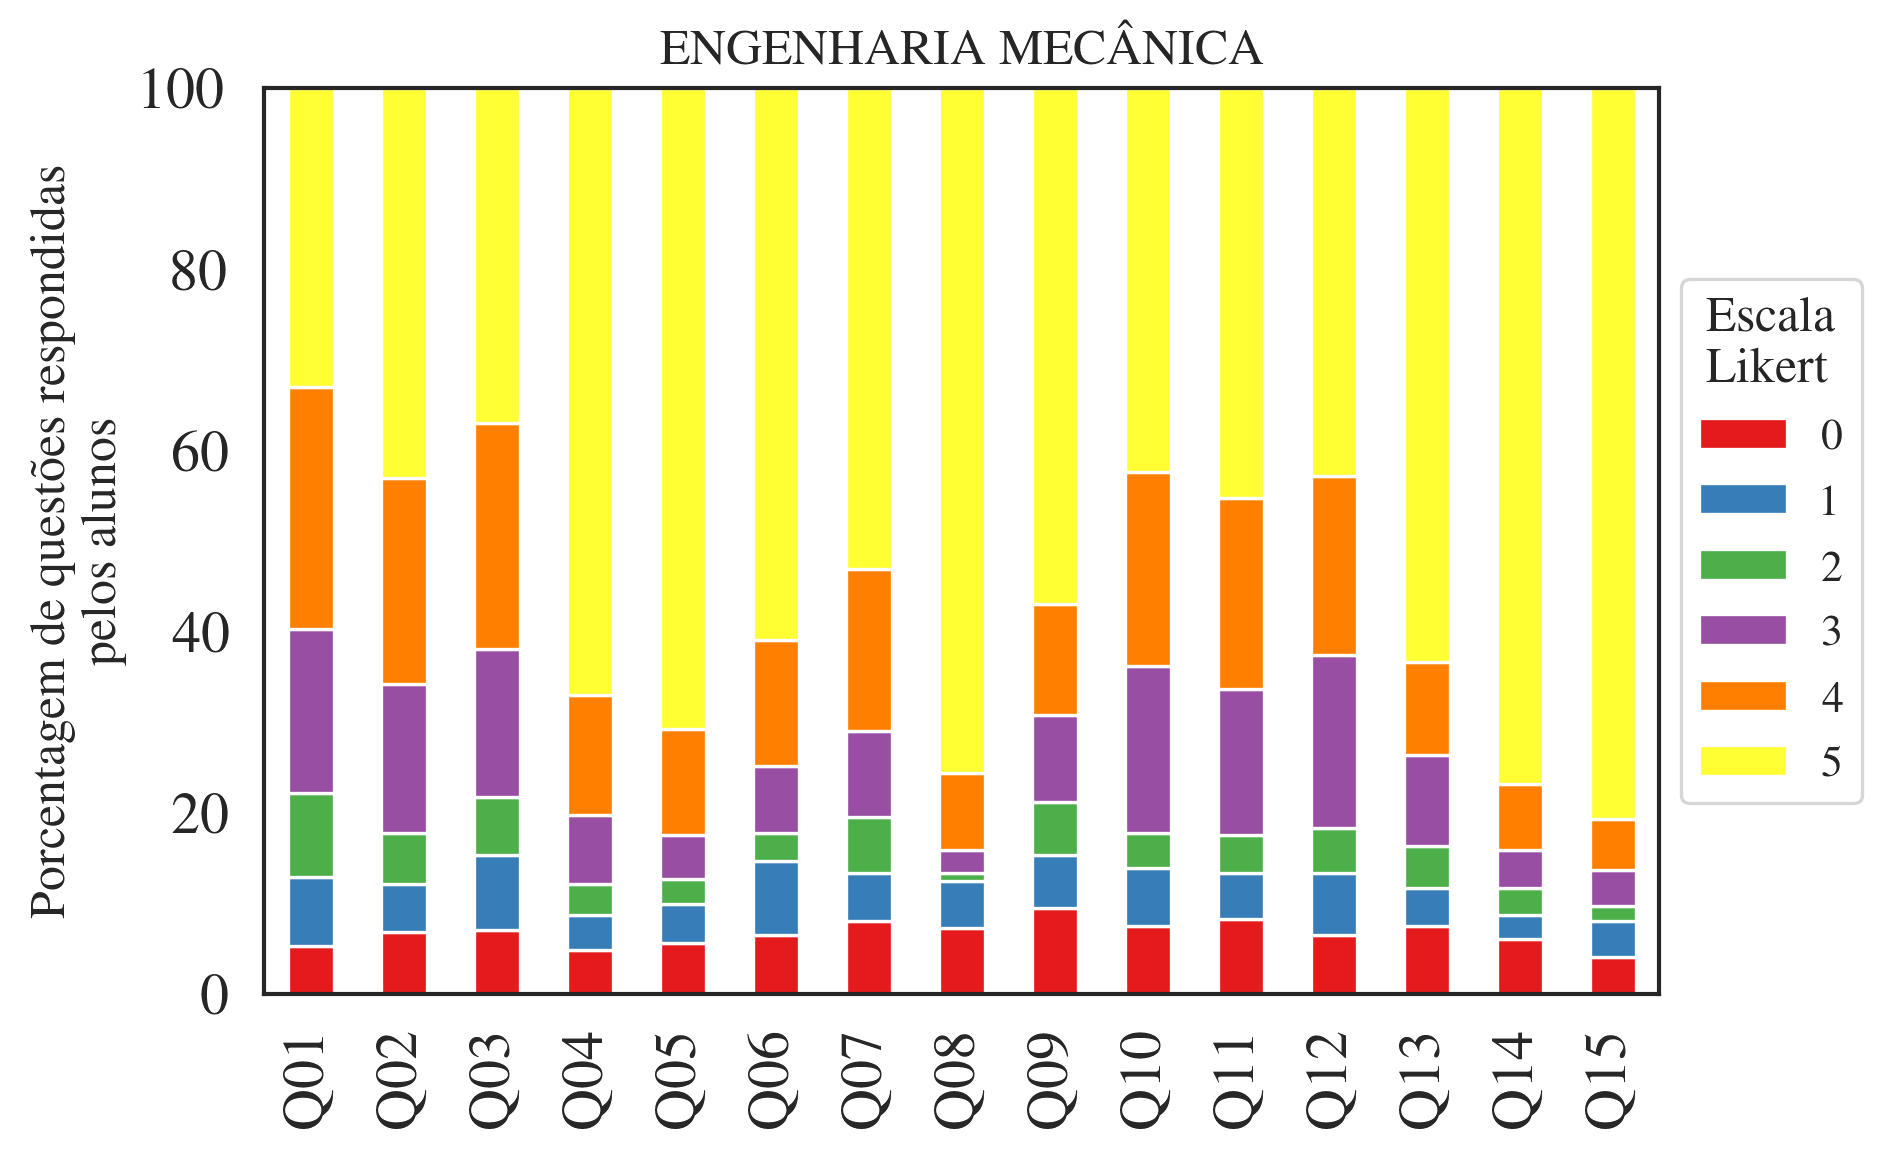 ENGENHARIA MECÂNICA
Porcentagem de questões respondidas
pelos alunos
100
80
60
40
20
0
Q01
Q02
Q03
Q04
Q05
Q06
Q07
Q08
Q09
Q10
Q11
Q12
Q13
Q14
Q15
Escala
Likert
0
1
2
3
4
5